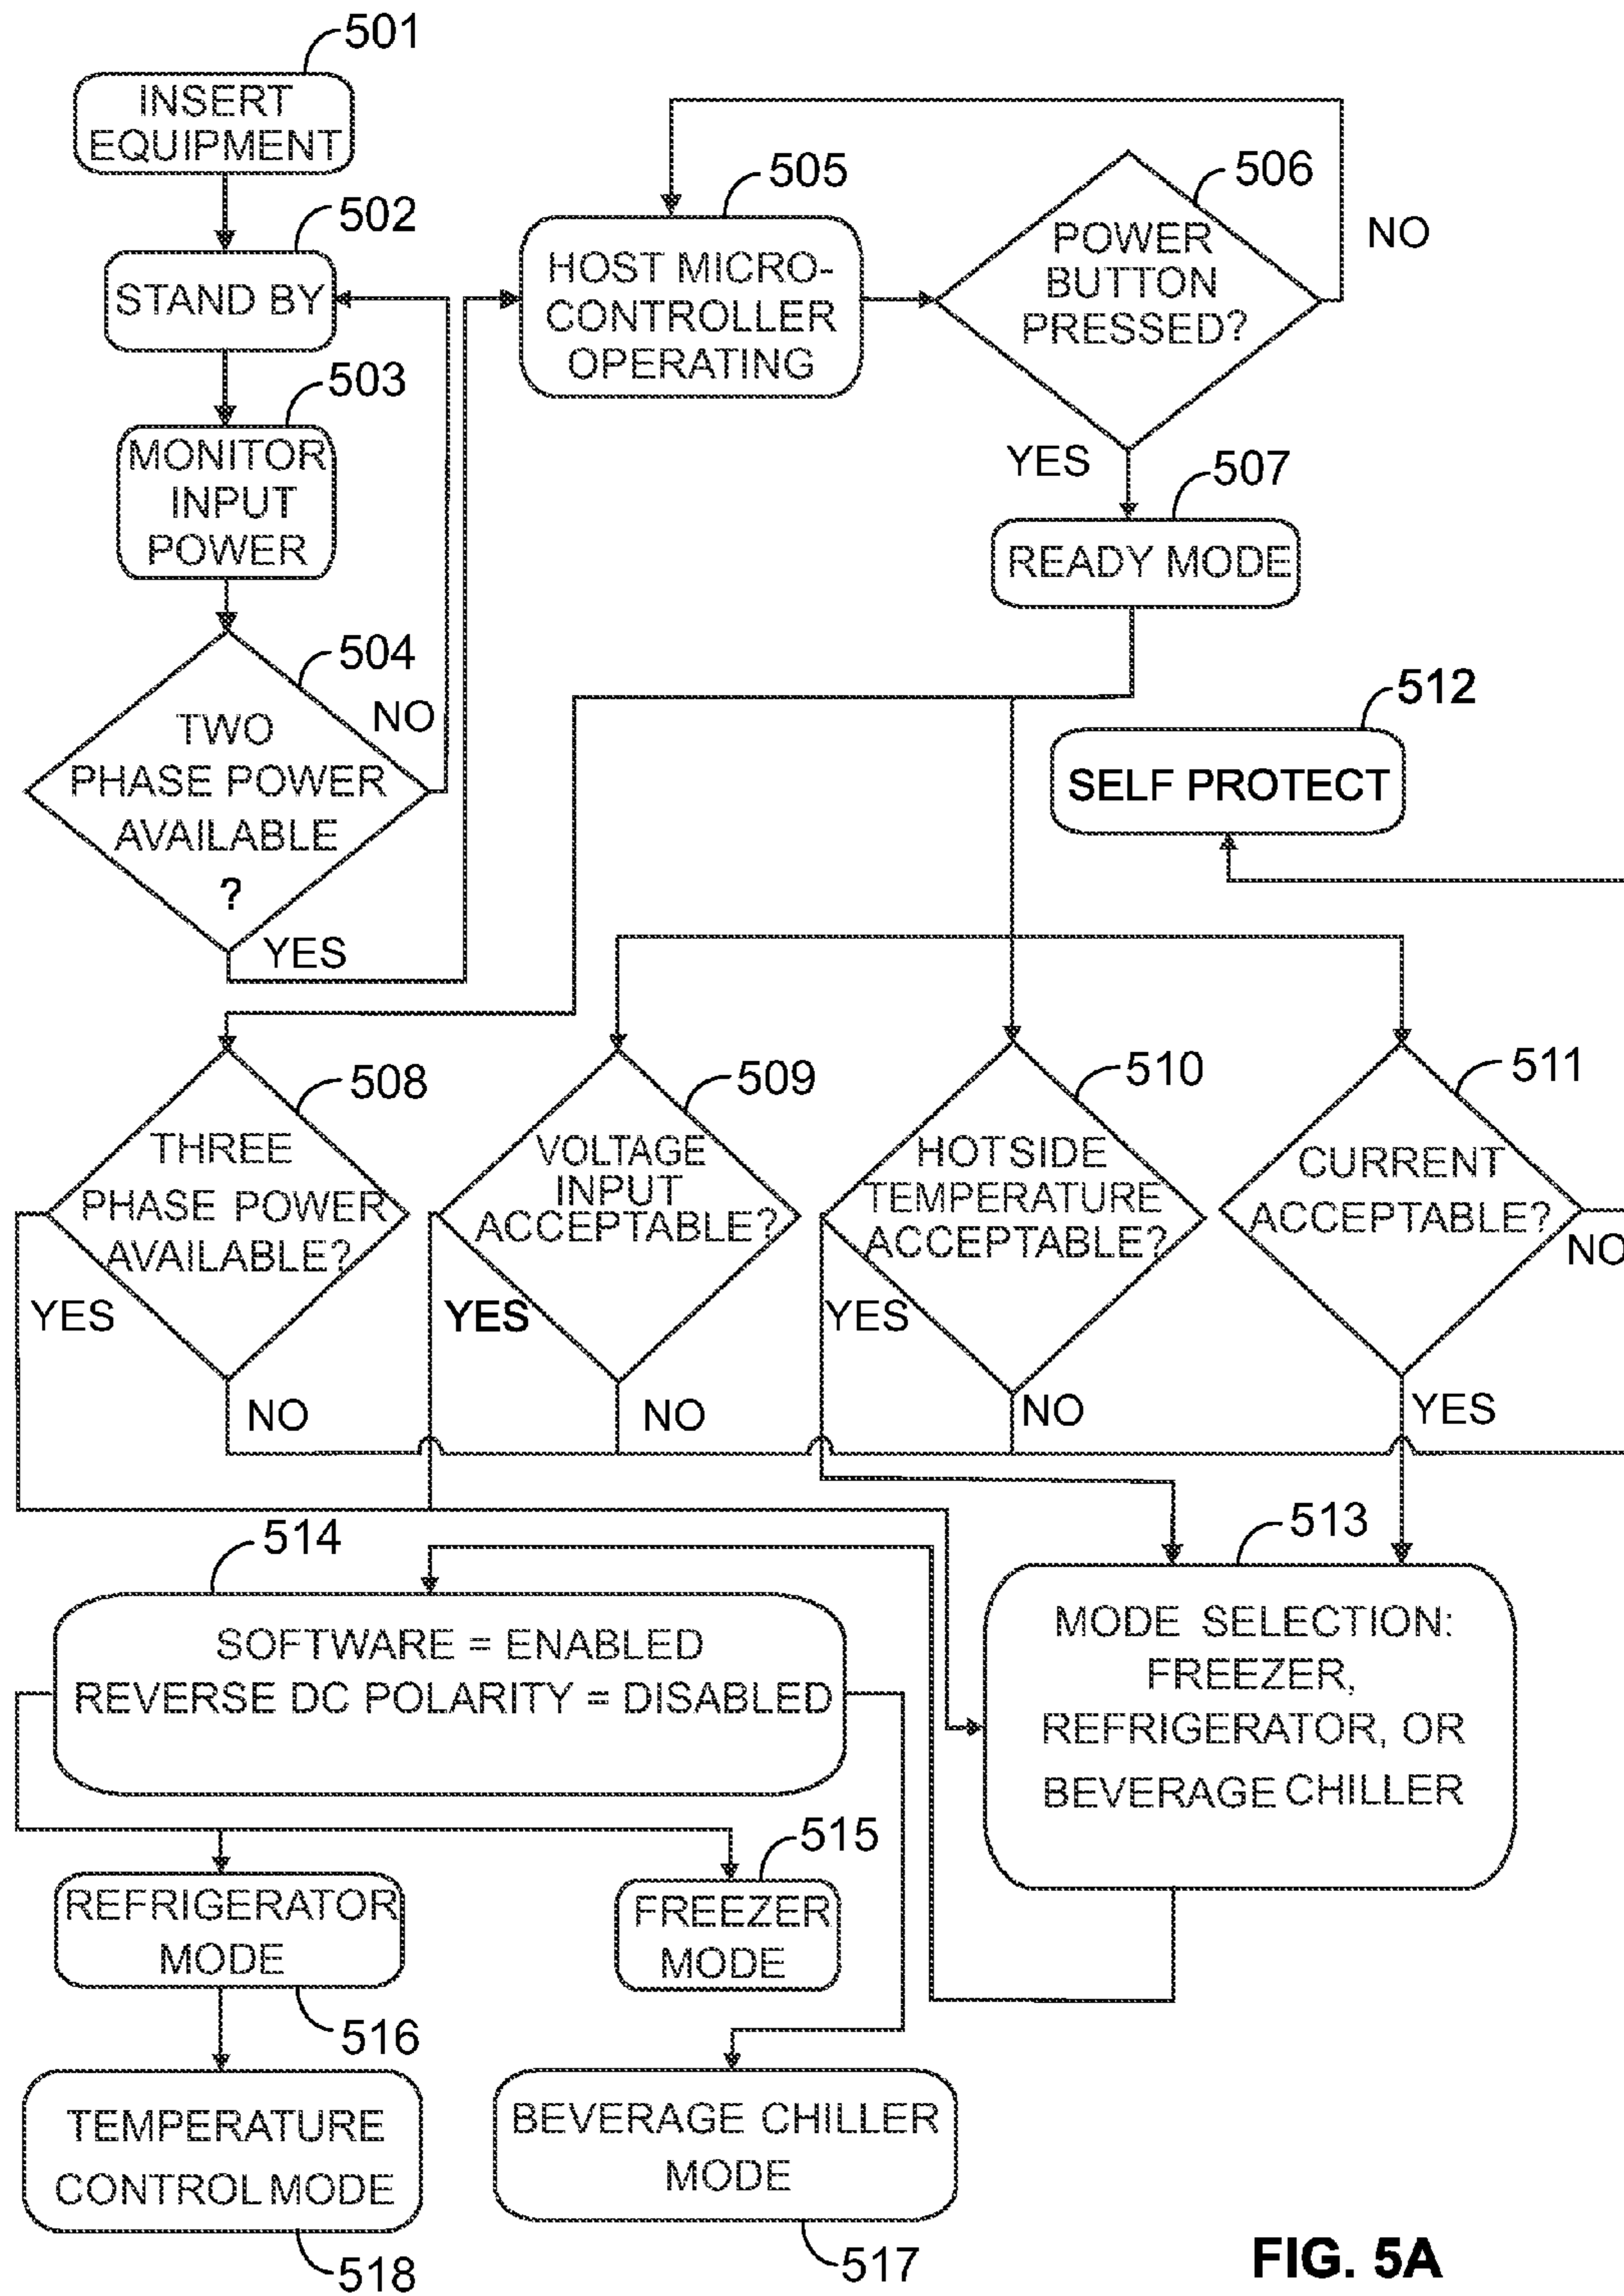 501
INSERT
EQUIPMENT
502
STAND BY
503
MONITOR
INPUT
POWER
504
TWO
PHASE POWER
AVAILABLE
?
NO
YES
505
HOST MICRO-
CONTROLLER
OPERATING
506
POWER
BUTTON
PRESSED?
NO
YES
507
READY MODE
512
SELF PROTECT
508
THREE
PHASE POWER
AVAILABLE?
YES
NO
509
VOLTAGE
INPUT
ACCEPTABLE?
YES
NO
510
HOTSIDE
TEMPERATURE
ACCEPTABLE?
YES
NO
511
CURRENT
ACCEPTABLE?
NO
YES
513
MODE SELECTION:
FREEZER,
REFRIGERATOR, OR
BEVERAGE CHILLER
514
SOFTWARE = ENABLED
REVERSE DC POLARITY = DISABLED
515
FREEZER
MODE
REFRIGERATOR
MODE
516
TEMPERATURE
CONTROL MODE
518
BEVERAGE CHILLER
MODE
517
FIG. 5A